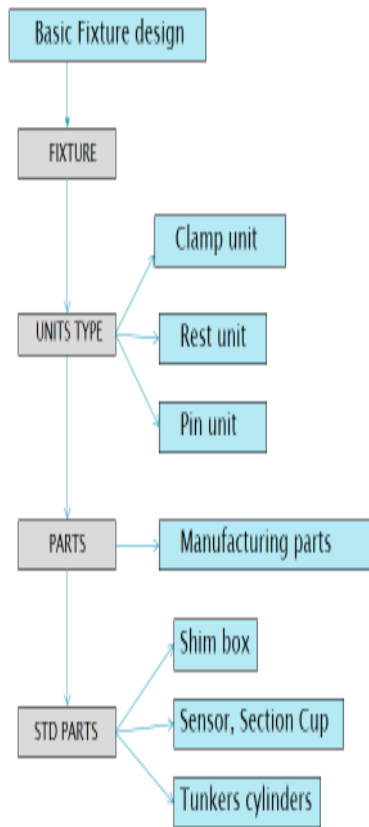 Basic Fixture design
FIXTURE
Clamp unit
UNITS TYPE
Rest unit
Pin unit
PARTS
Manufacturing parts
Shim box
STD PARTS
Sensor, Section Cup
Tunkers cylinders